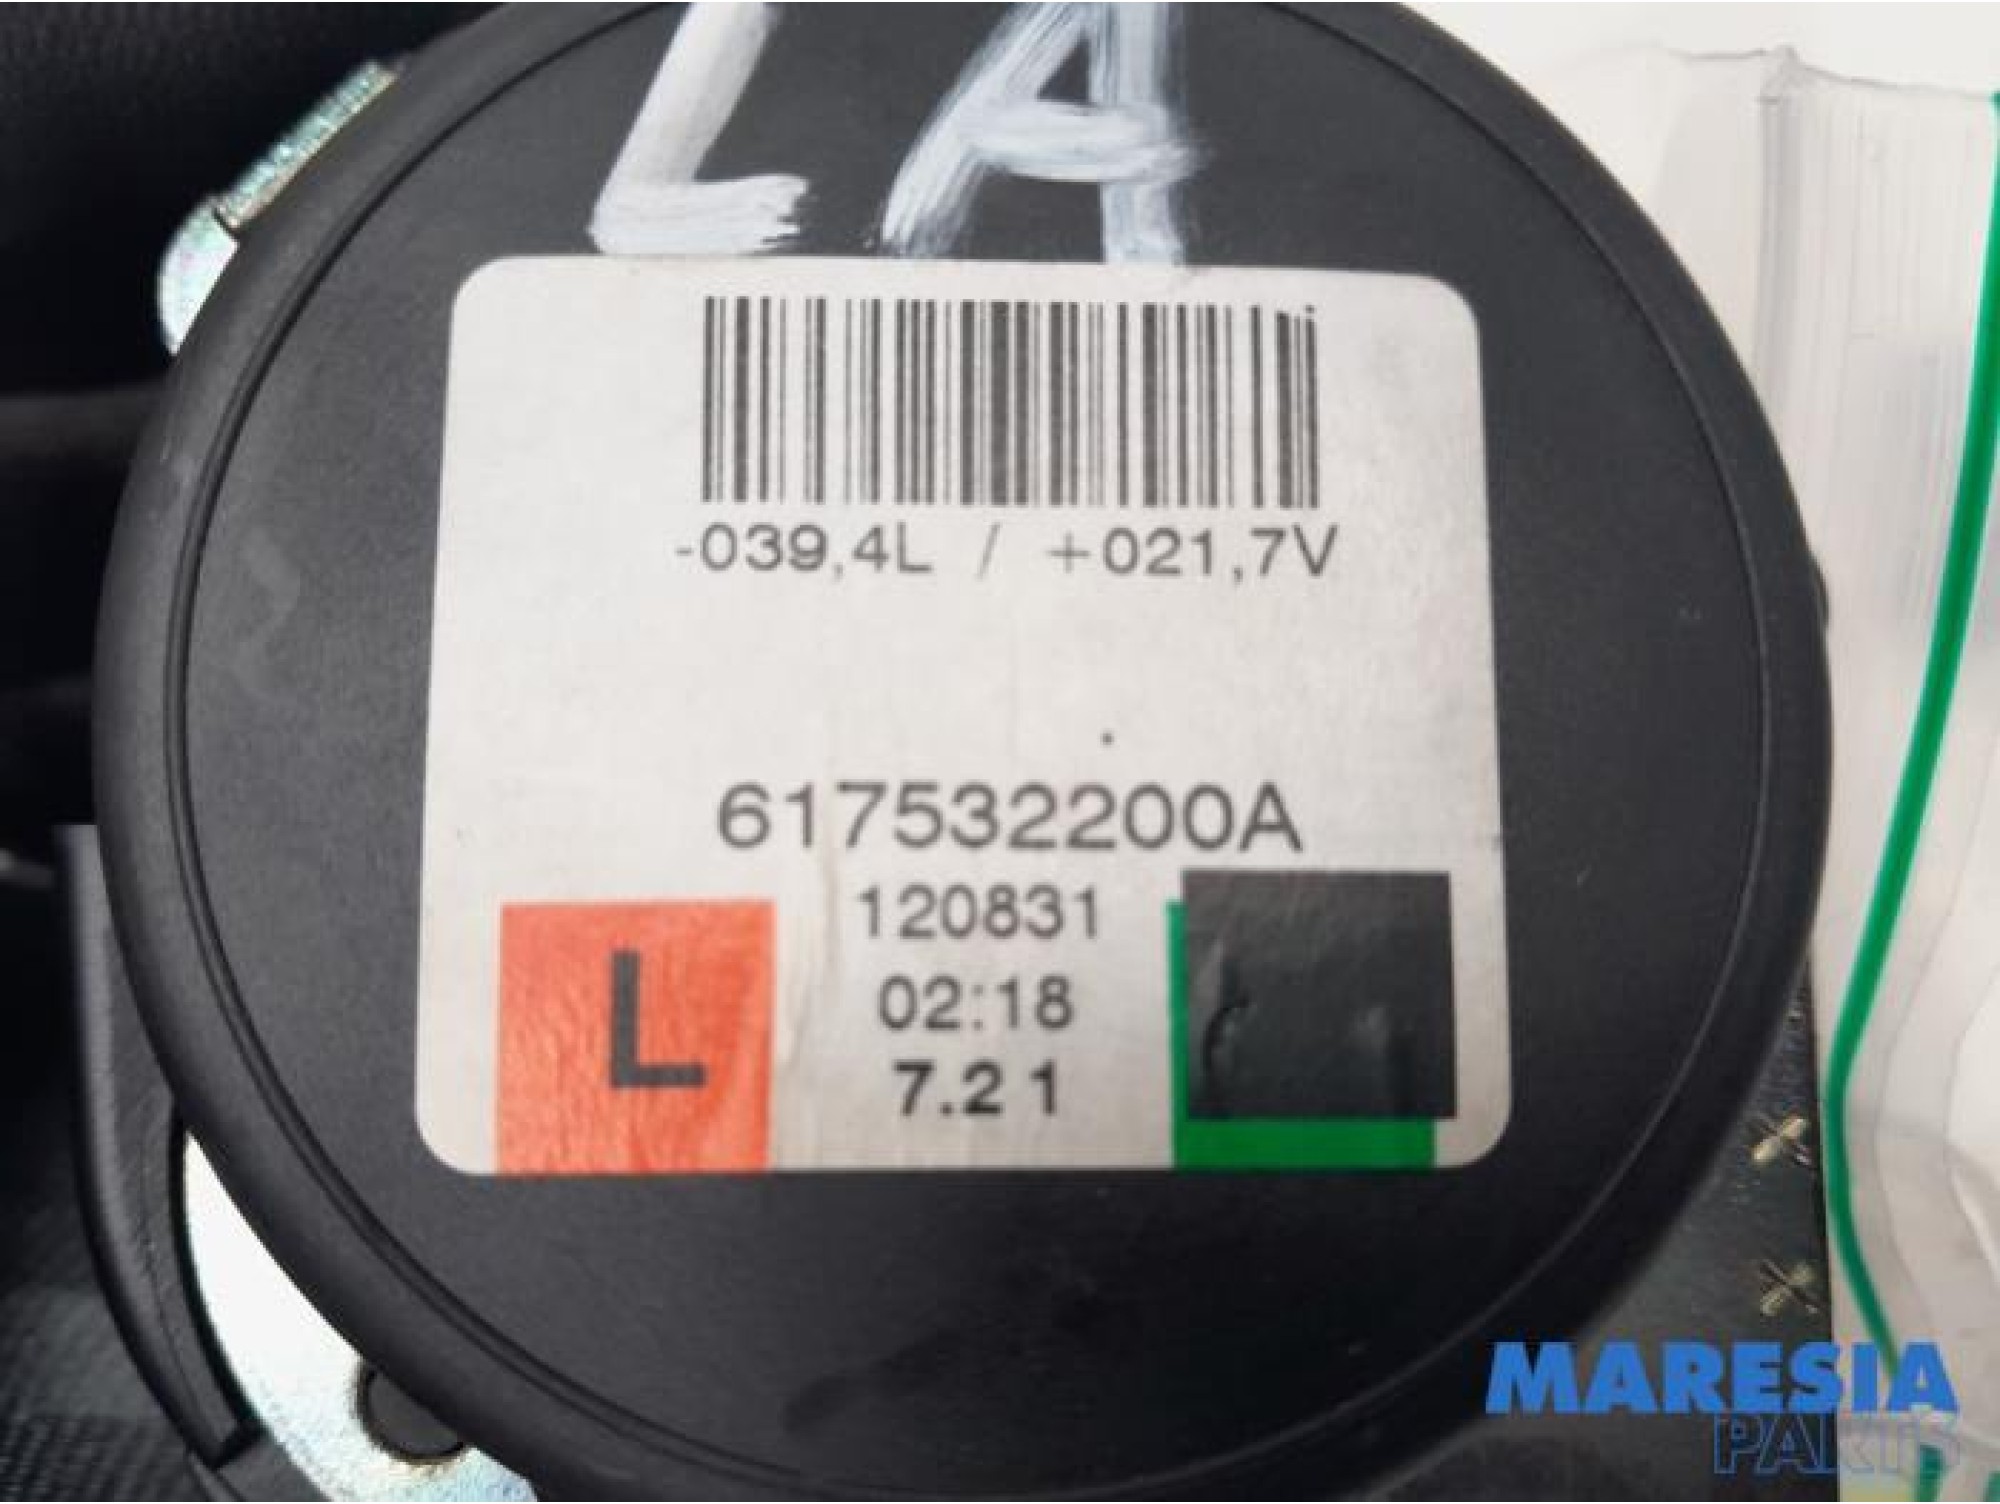 LA
-039,4L / +021,7V
617532200A
120831
L
02:18
7.21
MARESIA
PARTS